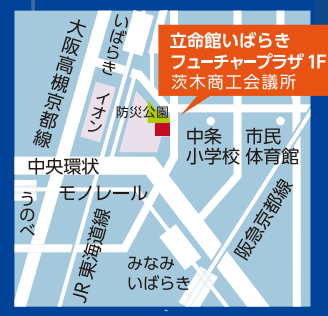 立命館いばらき
フューチャープラザ 1F
茨木商工会議所
いばらき
大阪高槻京都線
イオン
防災公園
中条
小学校
市民
体育館
中央環状
モノレール
うのべ
JR 東海道線
阪急京都線
みなみ
いばらき